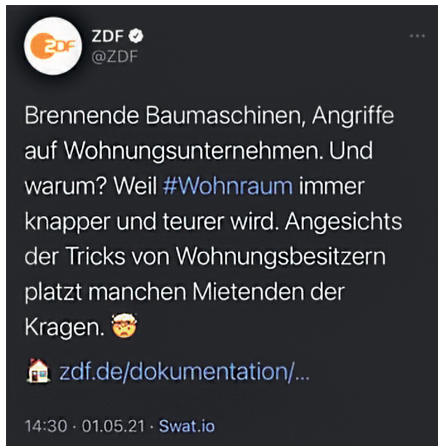 ZDF
ZDF
@ZDF
Brennende Baumaschinen, Angriffe
auf Wohnungsunternehmen. Und
warum? Weil #Wohnraum immer
knapper und teurer wird. Angesichts
der Tricks von Wohnungsbesitzern
platzt manchen Mietenden der
Kragen. 🤯
🏠 zdf.de/dokumentation/...
14:30 · 01.05.21 · Swat.io